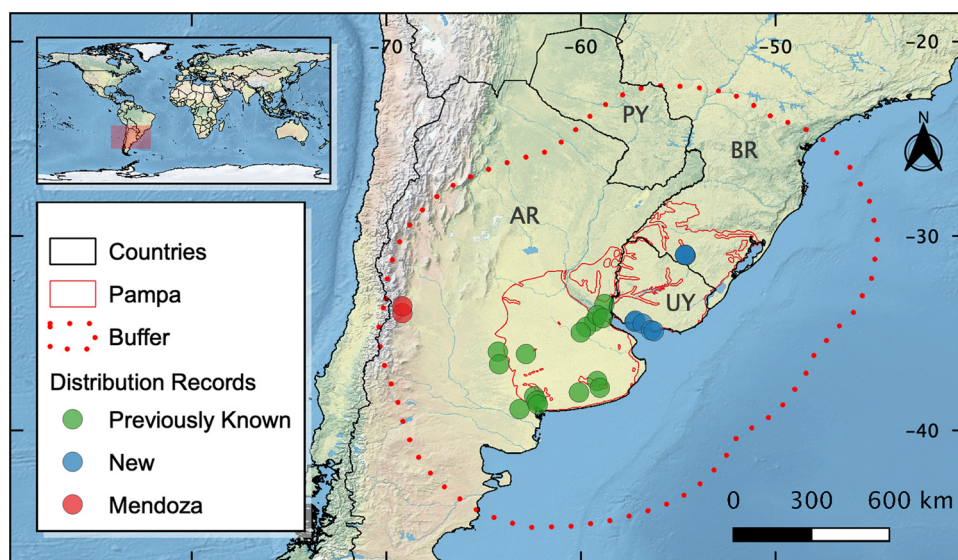 -70
-60
-50
-20
PY
BR
N
AR
-30
UY
-40
Countries
Pampa
Buffer
Distribution Records
Previously Known
New
Mendoza
0 300 600 km